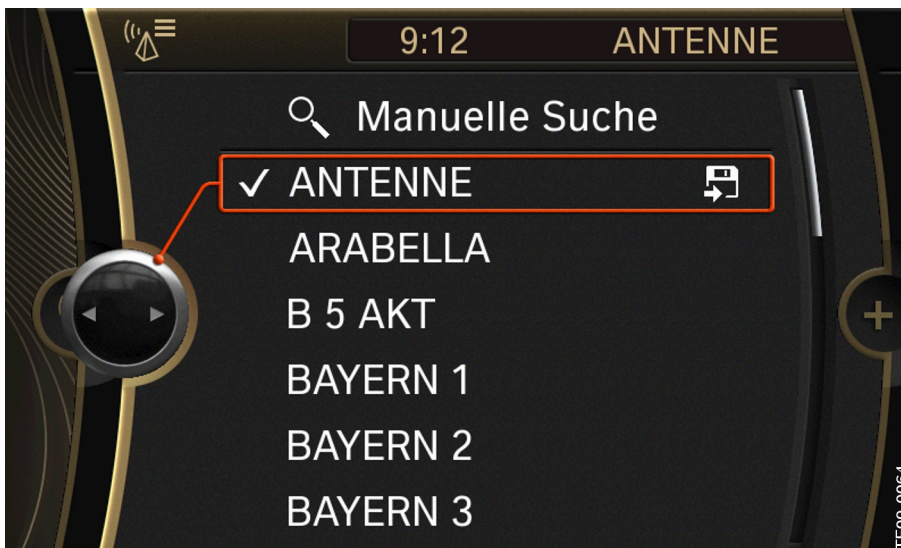 9:12 ANTENNE
Manuelle Suche
ANTENNE
ARABELLA
B 5 AKT
BAYERN 1
BAYERN 2
BAYERN 3